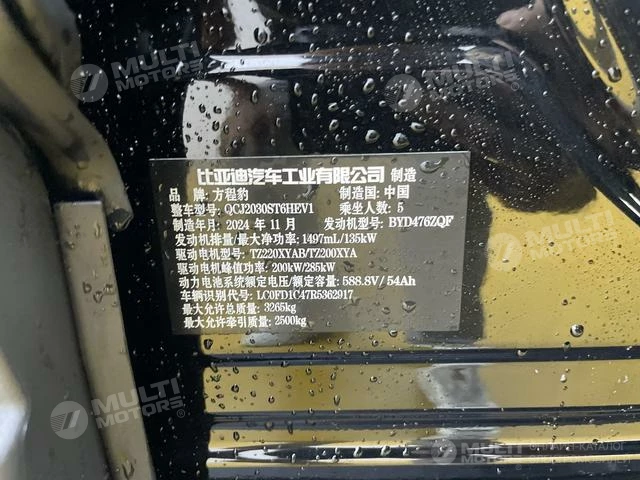 MULTI MOTORS®
MULTI
比亚迪汽车工业有限公司 制造
品 牌: 方程豹 制造国: 中国
整车型号: QCJ2030ST6HEV1 乘坐人数: 5
制造年月: 2024 年 11 月 发动机型号: BYD476ZQF
发动机排量/最大净功率: 1497mL/135kW
驱动电机型号: TZ220XYAB/TZ200XYA
驱动电机峰值功率: 200kW/285kW
动力电池系统额定电压/额定容量: 588.8V/ 54Ah
车辆识别代号: LC0FD1C47R5362917
最大允许总质量: 3265kg
最大允许牵引质量: 2500kg
MULTI MOTORS®
MULTI